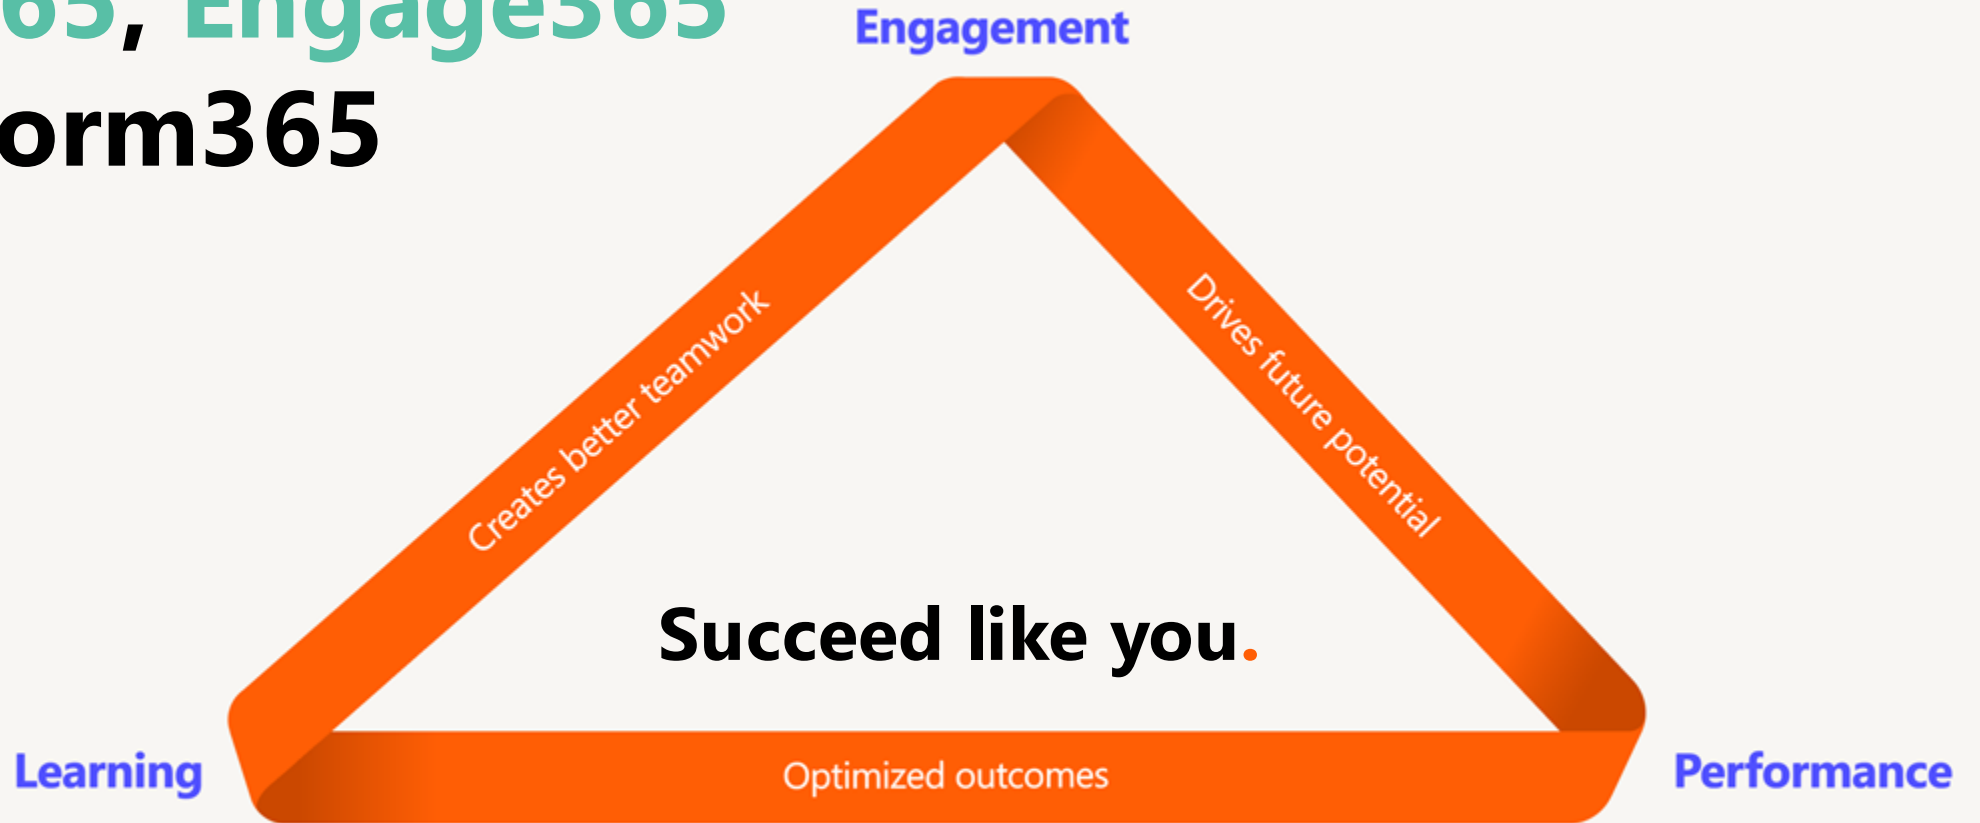 65, Engage365
orm365
Engagement
Creates better teamwork
Drives future potential
Succeed like you.
Learning
Optimized outcomes
Performance